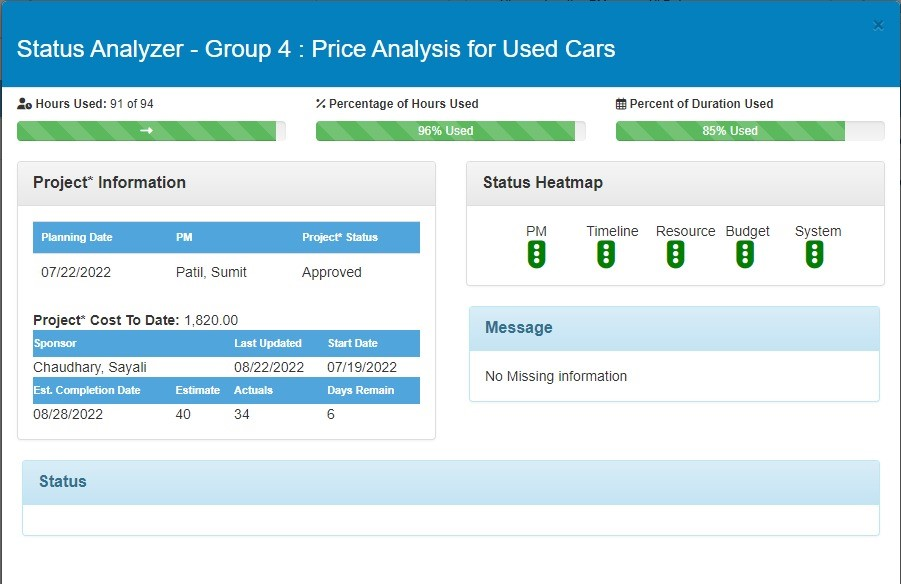 ×
Status Analyzer - Group 4 : Price Analysis for Used Cars
Hours Used: 91 of 94
Percentage of Hours Used
96% Used
Percent of Duration Used
85% Used
Project* Information
Planning Date PM Project* Status
07/22/2022 Patil, Sumit Approved
Project* Cost To Date: 1,820.00
Sponsor Last Updated Start Date
Chaudhary, Sayali 08/22/2022 07/19/2022
Est. Completion Date Estimate Actuals Days Remain
08/28/2022 40 34 6
Status Heatmap
PM Timeline Resource Budget System
Message
No Missing information
Status